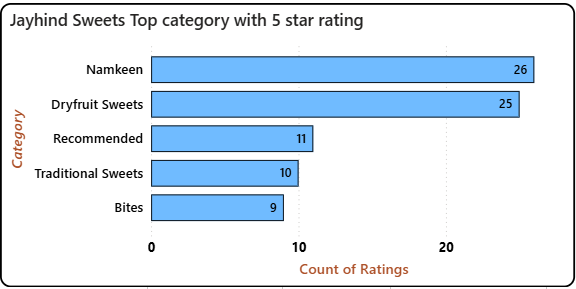 Jayhind Sweets Top category with 5 star rating
Namkeen 26
Dryfruit Sweets 25
Recommended 11
Traditional Sweets 10
Bites 9
Category
0 10 20
Count of Ratings